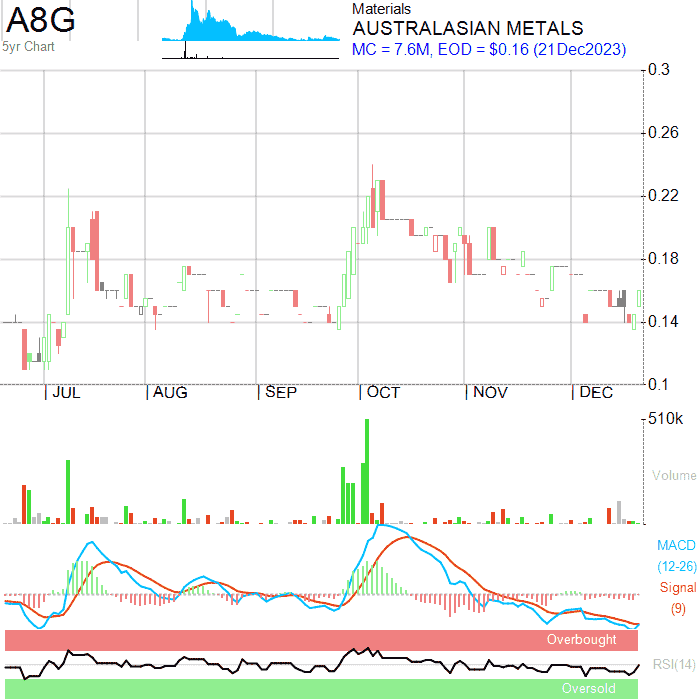 A8G
5yr Chart
Materials
AUSTRALASIAN METALS
MC = 7.6M, EOD = $0.16 (21Dec2023)
0.3
0.26
0.22
0.18
0.14
0.1
JUL AUG SEP OCT NOV DEC
510k
Volume
MACD
(12-26)
Signal
(9)
Overbought
RSI(14)
Oversold